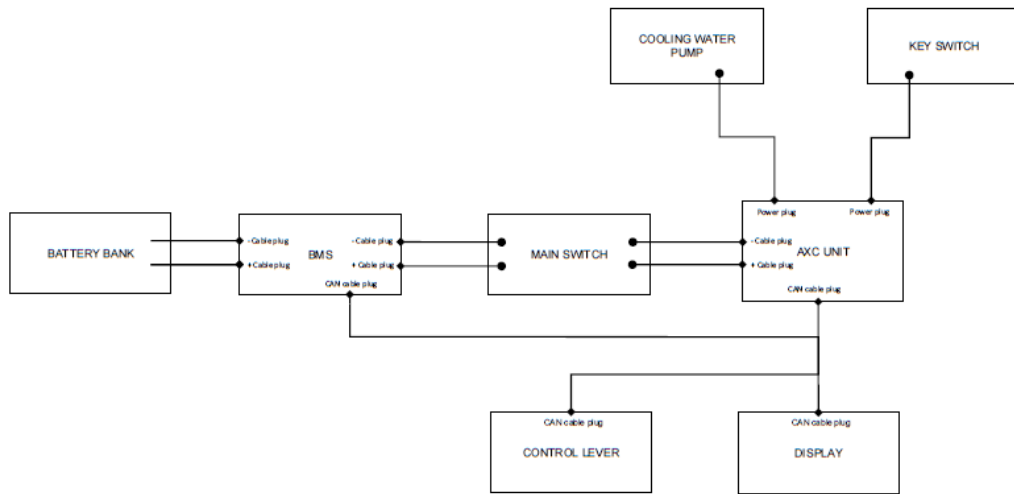 COOLING WATER
PUMP
KEY SWITCH
Power plug
Power plug
BATTERY BANK
- Cable plug
+ Cable plug
BMS
- Cable plug
+ Cable plug
CAN cable plug
MAIN SWITCH
- Cable plug
+ Cable plug
AXC UNIT
CAN cable plug
CAN cable plug
CONTROL LEVER
CAN cable plug
DISPLAY